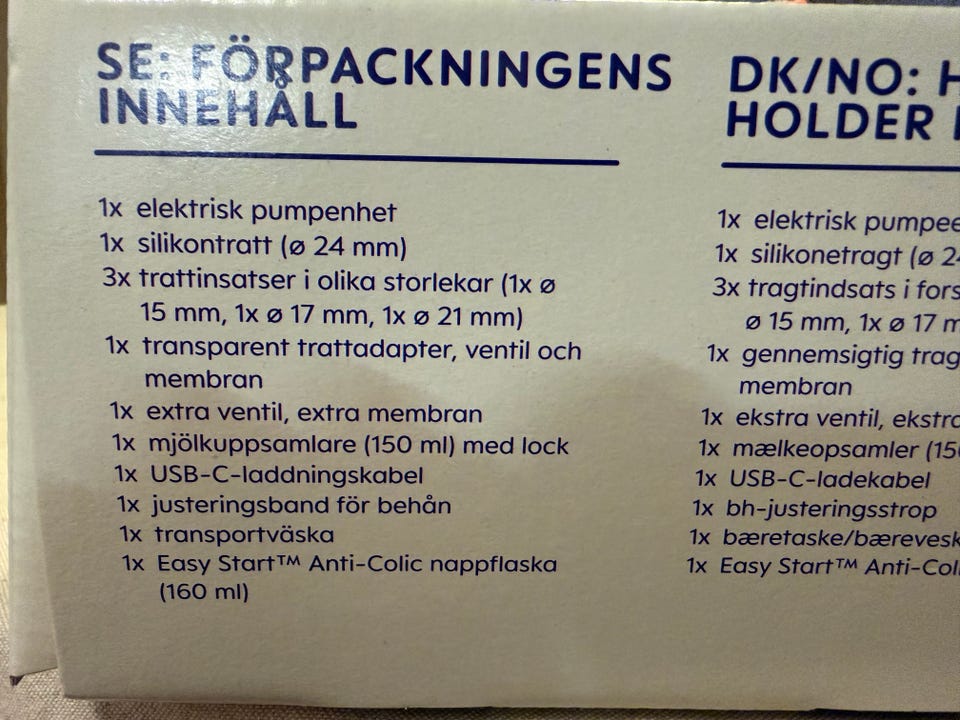 SE: FÖRPACKNINGENS
INNEHÅLL
1x elektrisk pumpenhet
1x silikontratt (ø 24 mm)
3x trattinsatser i olika storlekar (1x ø
15 mm, 1x ø 17 mm, 1x ø 21 mm)
1x transparent trattadapter, ventil och
membran
1x extra ventil, extra membran
1x mjölkuppsamlare (150 ml) med lock
1x USB-C-laddningskabel
1x justeringsband för behån
1x transportväska
1x Easy Start™ Anti-Colic nappflaska
(160 ml)
DK/NO:
HOLDER
1x elektrisk
1x silikonetragt (ø
3x tragtindsats i
ø 15 mm, 1x ø 17
1x gennemsigtig
membran
1x ekstra ventil,
1x mælkeopsamler
1x USB-C-ladekabel
1x bh-justeringsstrop
1x
1x Easy Start™